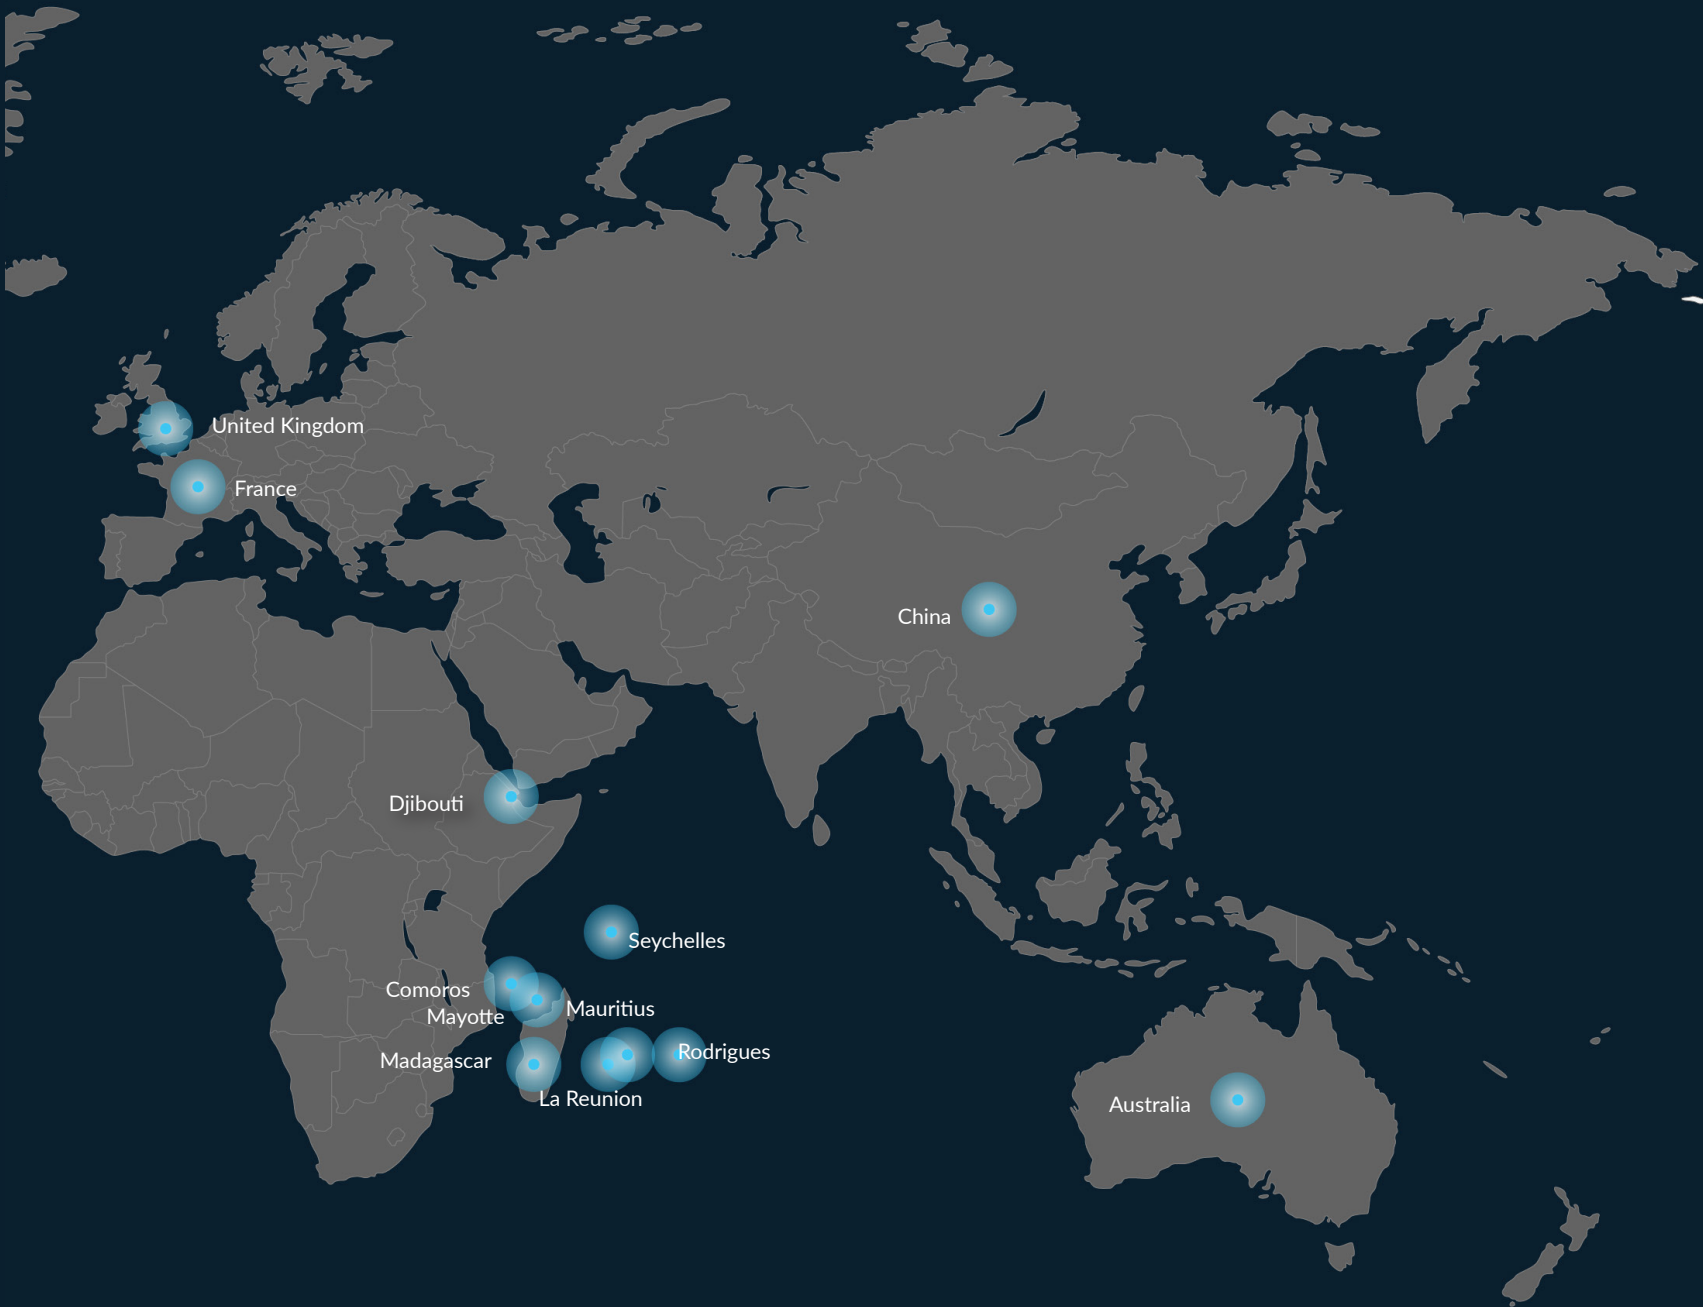 United Kingdom
France
China
Djibouti
Seychelles
Comoros
Mauritius
Mayotte
Rodrigues
Madagascar
La Reunion
Australia